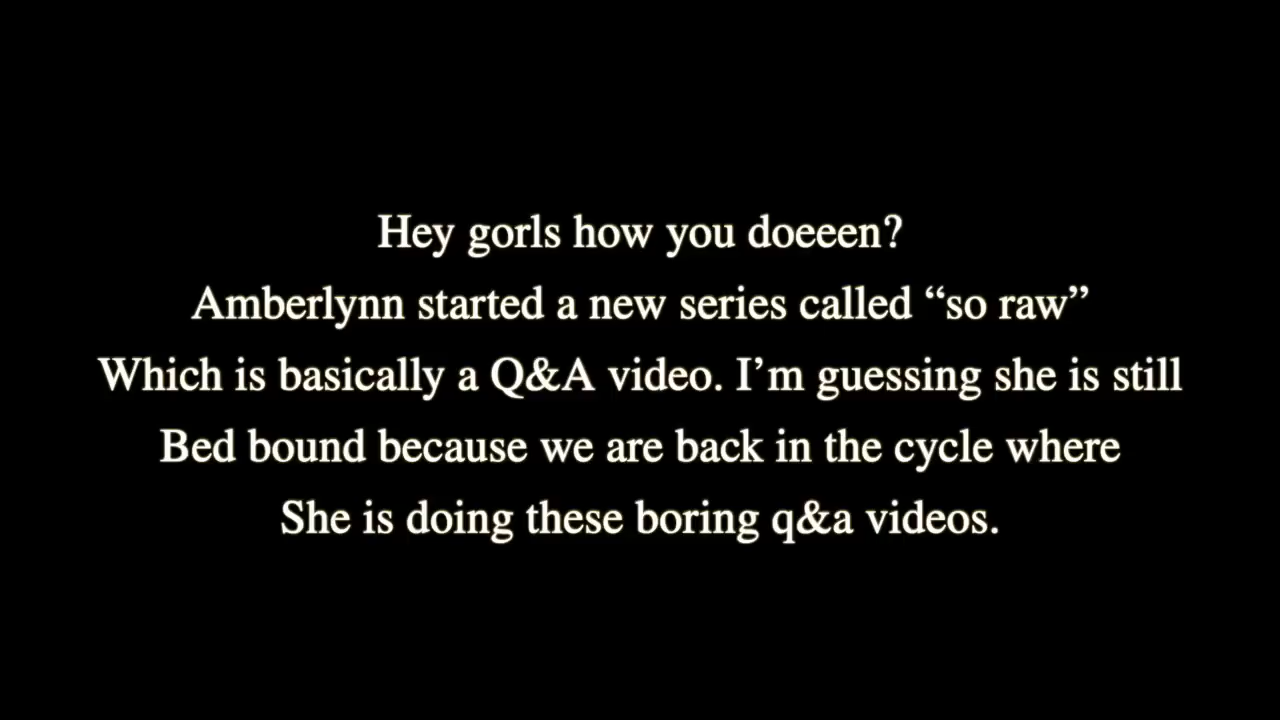 Hey gorls how you doeeen?
Amberlynn started a new series called “so raw”
Which is basically a Q&A video. I’m guessing she is still
Bed bound because we are back in the cycle where
She is doing these boring q&a videos.